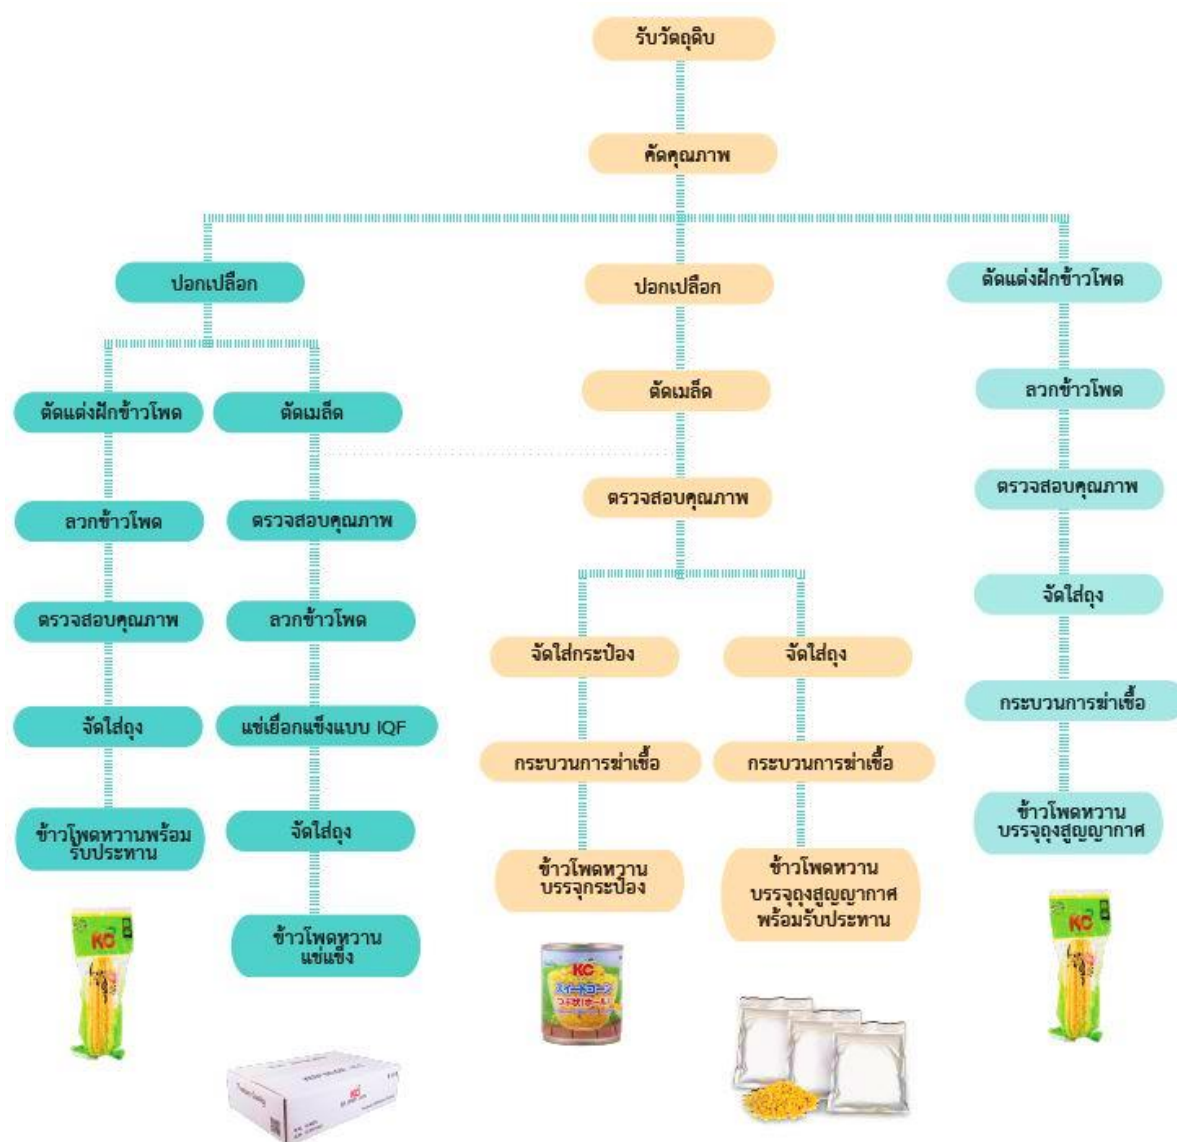 รับวัตถุดิบ
คัดคุณภาพ
ปอกเปลือก
ปอกเปลือก
ตัดแต่งฝักข้าวโพด
ตัดแต่งฝักข้าวโพด
ตัดเมล็ด
ตัดเมล็ด
ลวกข้าวโพด
ลวกข้าวโพด
ตรวจสอบคุณภาพ
ตรวจสอบคุณภาพ
ตรวจสอบคุณภาพ
ตรวจสอบคุณภาพ
ลวกข้าวโพด
จัดใส่กระป๋อง
จัดใส่ถุง
จัดใส่ถุง
จัดใส่ถุง
แช่เยือกแข็งแบบ IQF
กระบวนการฆ่าเชื้อ
กระบวนการฆ่าเชื้อ
กระบวนการฆ่าเชื้อ
ข้าวโพดหวานพร้อม
รับประทาน
จัดใส่ถุง
ข้าวโพดหวาน
บรรจุกระป๋อง
ข้าวโพดหวาน
บรรจุถุงสูญญากาศ
พร้อมรับประทาน
ข้าวโพดหวาน
บรรจุถุงสูญญากาศ
ข้าวโพดหวาน
แช่แข็ง
KC
KC
スイートコーン
つぶ状(ホール)
KC
KC